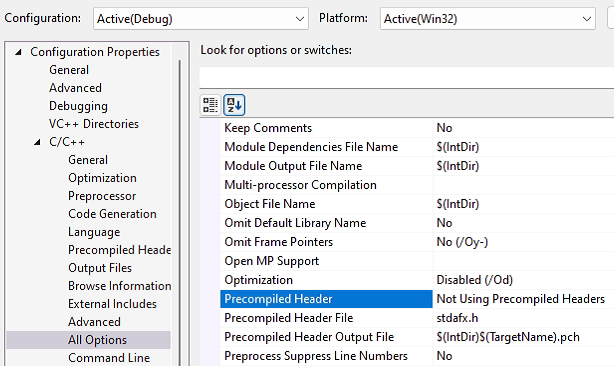 Configuration: Active(Debug) Platform: Active(Win32)
Configuration Properties
General
Advanced
Debugging
VC++ Directories
C/C++
General
Optimization
Preprocessor
Code Generation
Language
Precompiled Heade
Output Files
Browse Information
External Includes
Advanced
All Options
Command Line
Look for options or switches:
Keep Comments No
Module Dependencies File Name $(IntDir)
Module Output File Name $(IntDir)
Multi-processor Compilation
Object File Name $(IntDir)
Omit Default Library Name No
Omit Frame Pointers No (/Oy-)
Open MP Support
Optimization Disabled (/Od)
Precompiled Header Not Using Precompiled Headers
Precompiled Header File stdafx.h
Precompiled Header Output File $(IntDir)$(TargetName).pch
Preprocess Suppress Line Numbers No